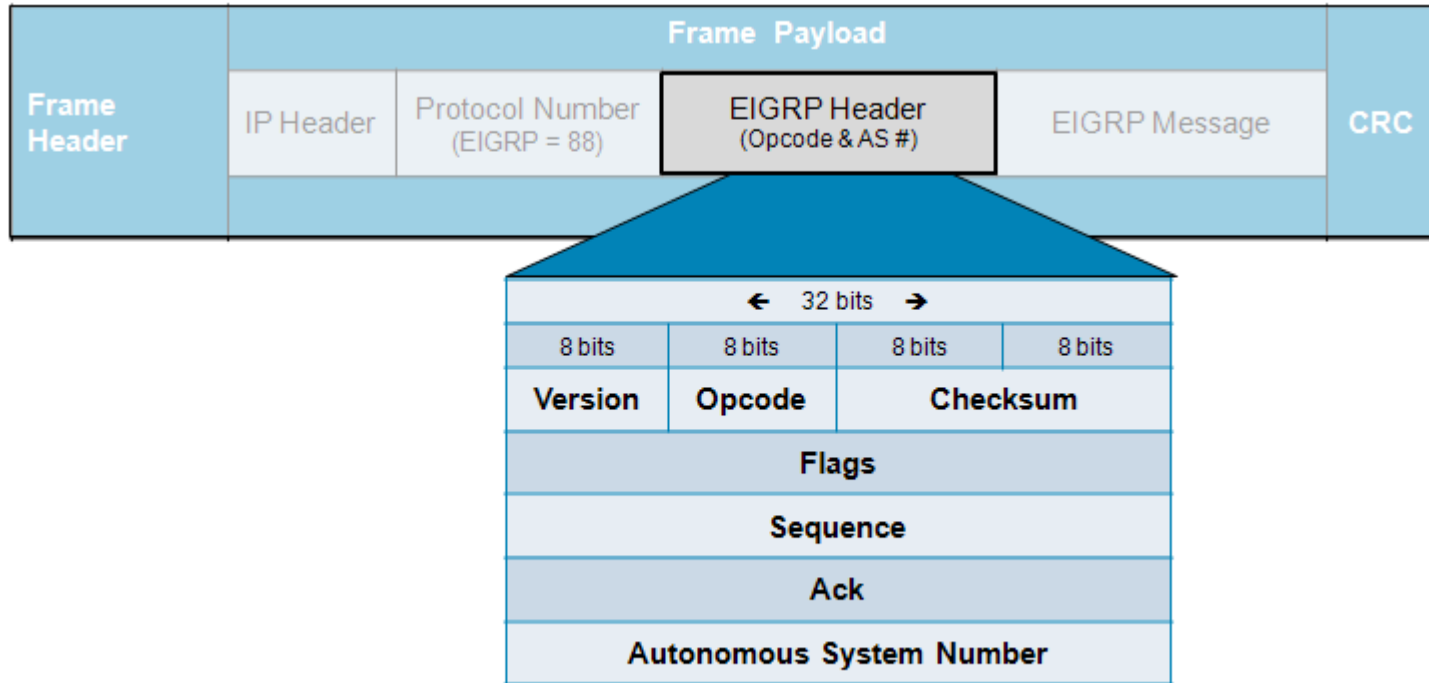 Frame Payload
Frame
Header
IP Header
Protocol Number
(EIGRP = 88)
EIGRP Header
(Opcode & AS #)
EIGRP Message
CRC
← 32 bits →
8 bits 8 bits 8 bits 8 bits
Version Opcode Checksum
Flags
Sequence
Ack
Autonomous System Number